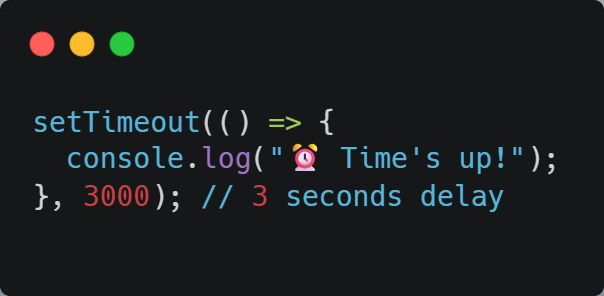 setTimeout(() => {
  console.log("⏰ Time's up!");
}, 3000); // 3 seconds delay